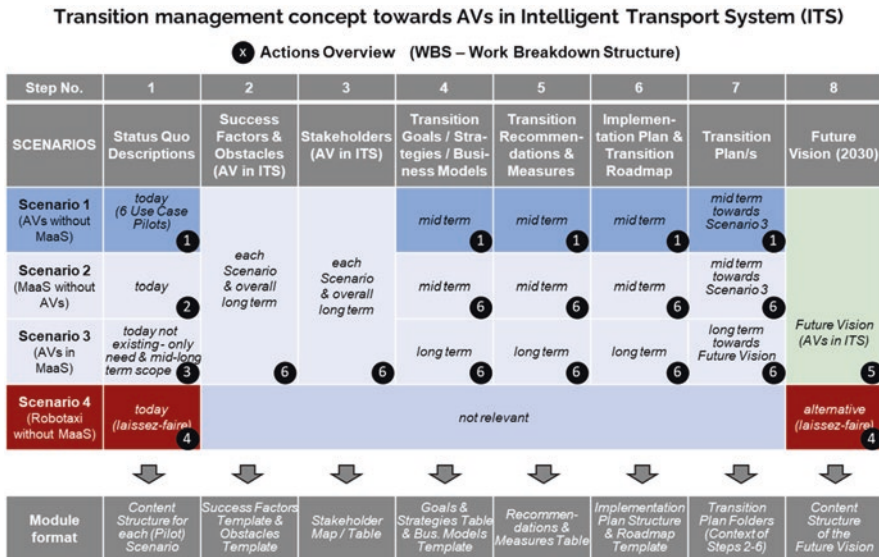 Transition management concept towards AVs in Intelligent Transport System (ITS)
x Actions Overview (WBS – Work Breakdown Structure)
Step No. 1 2 3 4 5 6 7 8
SCENARIOS
Status Quo
Descriptions
Success
Factors &
Obstacles
(AV in ITS)
Stakeholders
(AV in ITS)
Transition
Goals / Stra-
tegies / Busi-
ness Models
Transition
Recommen-
dations &
Measures
Implemen-
tation Plan &
Transition
Roadmap
Transition
Plan/s
Future
Vision (2030)
Scenario 1
(AVs without
MaaS)
today
(6 Use Case
Pilots)
1
each
Scenario
& overall
long term
6
each
Scenario
& overall
long term
6
mid term
1
mid term
1
mid term
1
mid term
towards
Scenario 3
1
Future Vision
(AVs in ITS)
5
Scenario 2
(MaaS without
AVs)
today
2
mid term
6
mid term
6
mid term
6
mid term
towards
Scenario 3
6
Scenario 3
(AVs in
MaaS)
today not
existing - only
need & mid-long
term scope
3
long term
6
long term
6
long term
6
long term
towards
Future Vision
6
Scenario 4
(Robotaxi
without MaaS)
today
(laissez-faire)
4
not relevant
alternative
(laissez-faire)
4
Module
format
Content
Structure for
each (Pilot)
Scenario
Success Factors
Template &
Obstacles
Template
Stakeholder
Map / Table
Goals &
Strategies Table
& Bus. Models
Template
Recommen-
dations &
Measures Table
Implementation
Plan Structure
& Roadmap
Template
Transition
Plan Folders
(Context of
Steps 2-6)
Content
Structure
of the
Future Vision